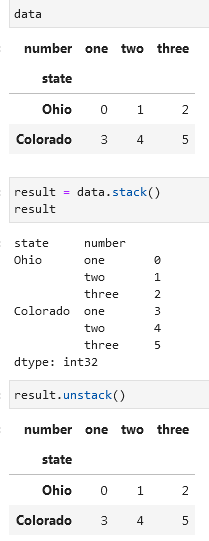 data
number one two three
state
Ohio 0 1 2
Colorado 3 4 5
result = data.stack()
result
state number
Ohio one 0
two 1
three 2
Colorado one 3
two 4
three 5
dtype: int32
result.unstack()
number one two three
state
Ohio 0 1 2
Colorado 3 4 5